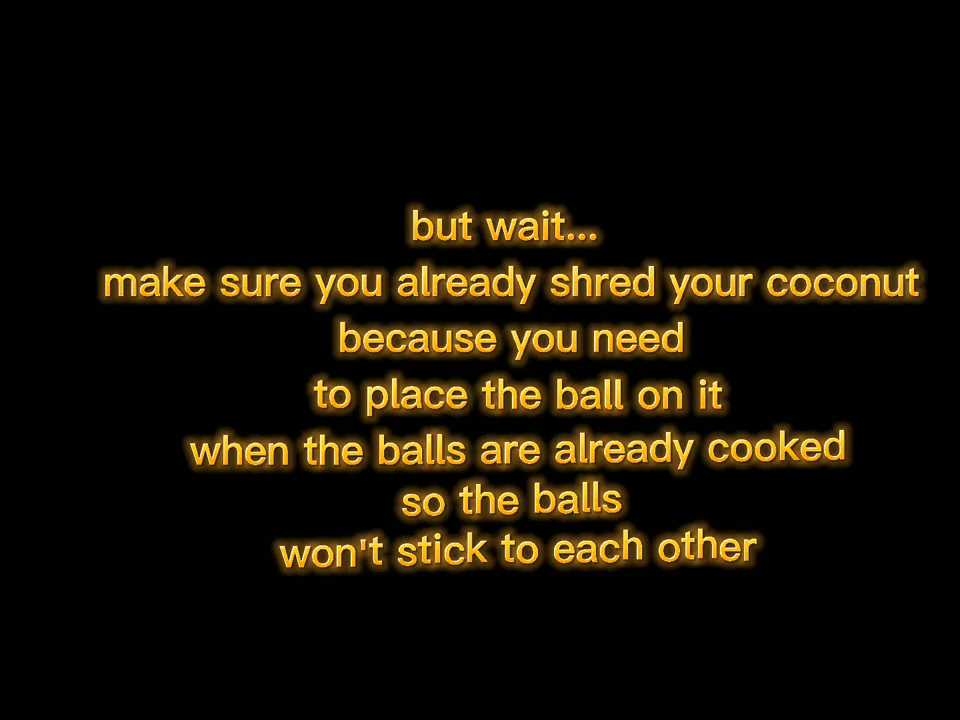 but wait...
make sure you already shred your coconut
because you need
to place the ball on it
when the balls are already cooked
so the balls
won't stick to each other